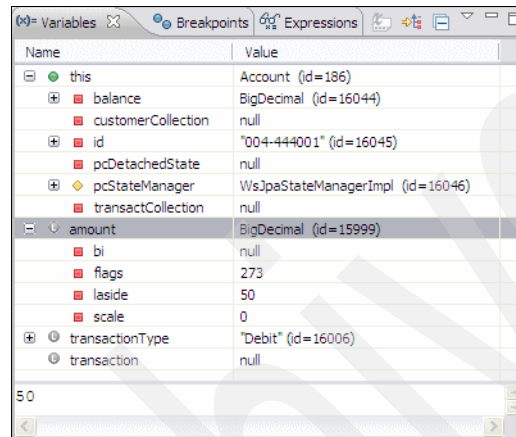 (x)= Variables Breakpoints Expressions
Name Value
this Account (id=186)
balance BigDecimal (id=16044)
customerCollection null
id "004-444001" (id=16045)
pcDetachedState null
pcStateManager WsJpaStateManagerImpl (id=16046)
transactCollection null
amount BigDecimal (id=15999)
bi null
flags 273
laside 50
scale 0
transactionType "Debit" (id=16006)
transaction null
50